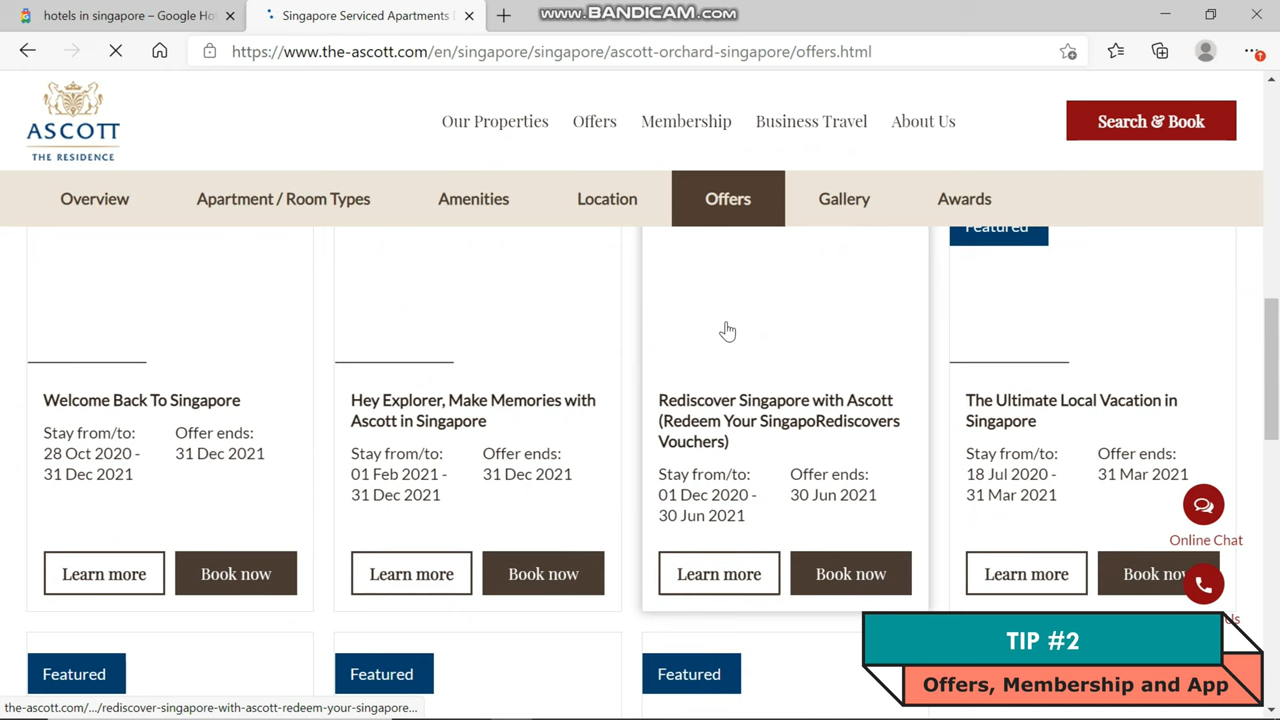 hotels in singapore – Google Ho
Singapore Serviced Apartments
www.BANDICAM.com
https://www.the-ascott.com/en/singapore/singapore/ascott-orchard-singapore/offers.html
ASCOTT
THE RESIDENCE
Our Properties
Offers
Membership
Business Travel
About Us
Search & Book
Overview
Apartment / Room Types
Amenities
Location
Offers
Gallery
Awards
Featured
Welcome Back To Singapore
Stay from/to:
28 Oct 2020 -
31 Dec 2021
Offer ends:
31 Dec 2021
Learn more
Book now
Hey Explorer, Make Memories with
Ascott in Singapore
Stay from/to:
01 Feb 2021 -
31 Dec 2021
Offer ends:
31 Dec 2021
Learn more
Book now
Rediscover Singapore with Ascott
(Redeem Your SingapoRediscovers
Vouchers)
Stay from/to:
01 Dec 2020 -
30 Jun 2021
Offer ends:
30 Jun 2021
Learn more
Book now
The Ultimate Local Vacation in
Singapore
Stay from/to:
18 Jul 2020 -
31 Mar 2021
Offer ends:
31 Mar 2021
Learn more
Book now
Online Chat
Featured
Featured
Featured
TIP #2
Offers, Membership and App
the-ascott.com/.../rediscover-singapore-with-ascott-redeem-your-singapore...